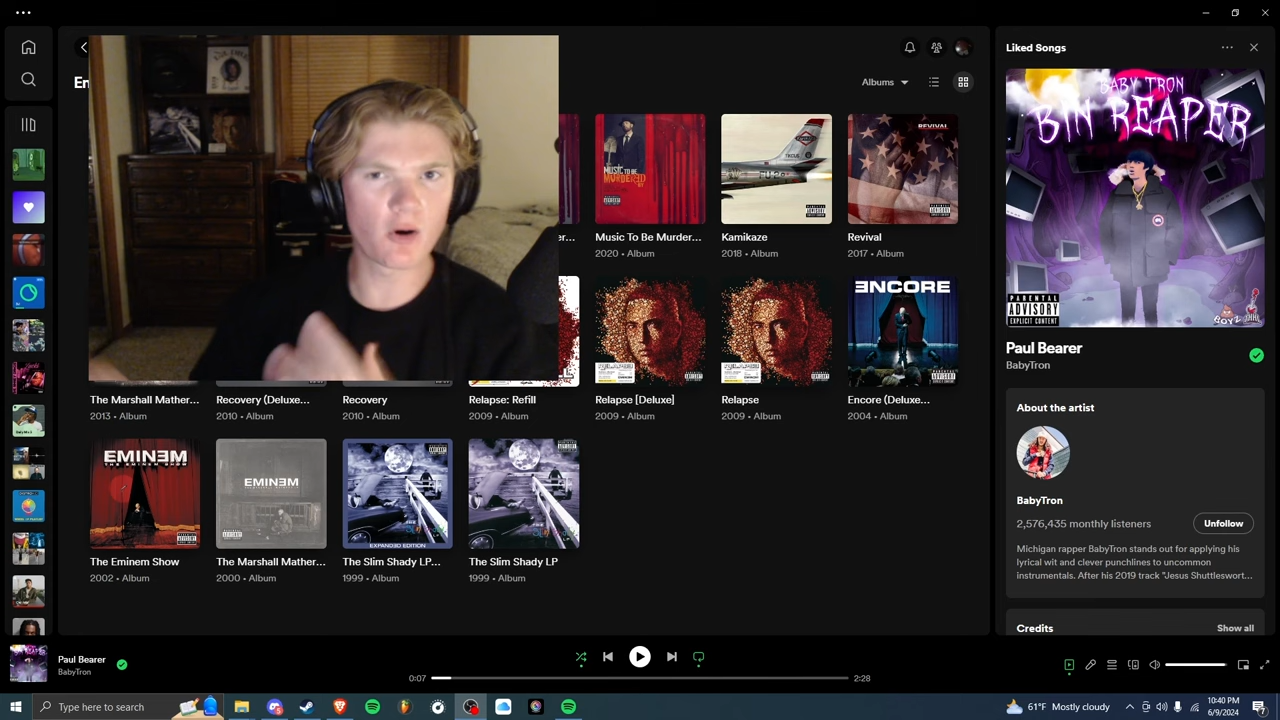 Liked Songs
En
Albums
BABY TRON
BIN REAPER
PARENTAL
ADVISORY
EXPLICIT CONTENT
REVIVAL
er...
Music To Be Murder...
Kamikaze
Revival
2020 • Album
2018 • Album
2017 • Album
MUSIC TO BE
MURDERED
BY
ENCORE
Paul Bearer
BabyTron
The Marshall Mather...
Recovery (Deluxe...
Recovery
Relapse: Refill
Relapse [Deluxe]
Relapse
Encore (Deluxe...
2013 • Album
2010 • Album
2010 • Album
2009 • Album
2009 • Album
2009 • Album
2004 • Album
About the artist
EMINEM
THE EMINEM SHOW
EMINEM
EXPANDED EDITION
BabyTron
2,576,435 monthly listeners
Unfollow
Michigan rapper BabyTron stands out for applying his
lyrical wit and clever punchlines to uncommon
instrumentals. After his 2019 track "Jesus Shuttleswort...
The Eminem Show
The Marshall Mather...
The Slim Shady LP...
The Slim Shady LP
2002 • Album
2000 • Album
1999 • Album
1999 • Album
Credits
Show all
Paul Bearer
BabyTron
0:07
2:28
Type here to search
61°F Mostly cloudy
10:40 PM
6/9/2024